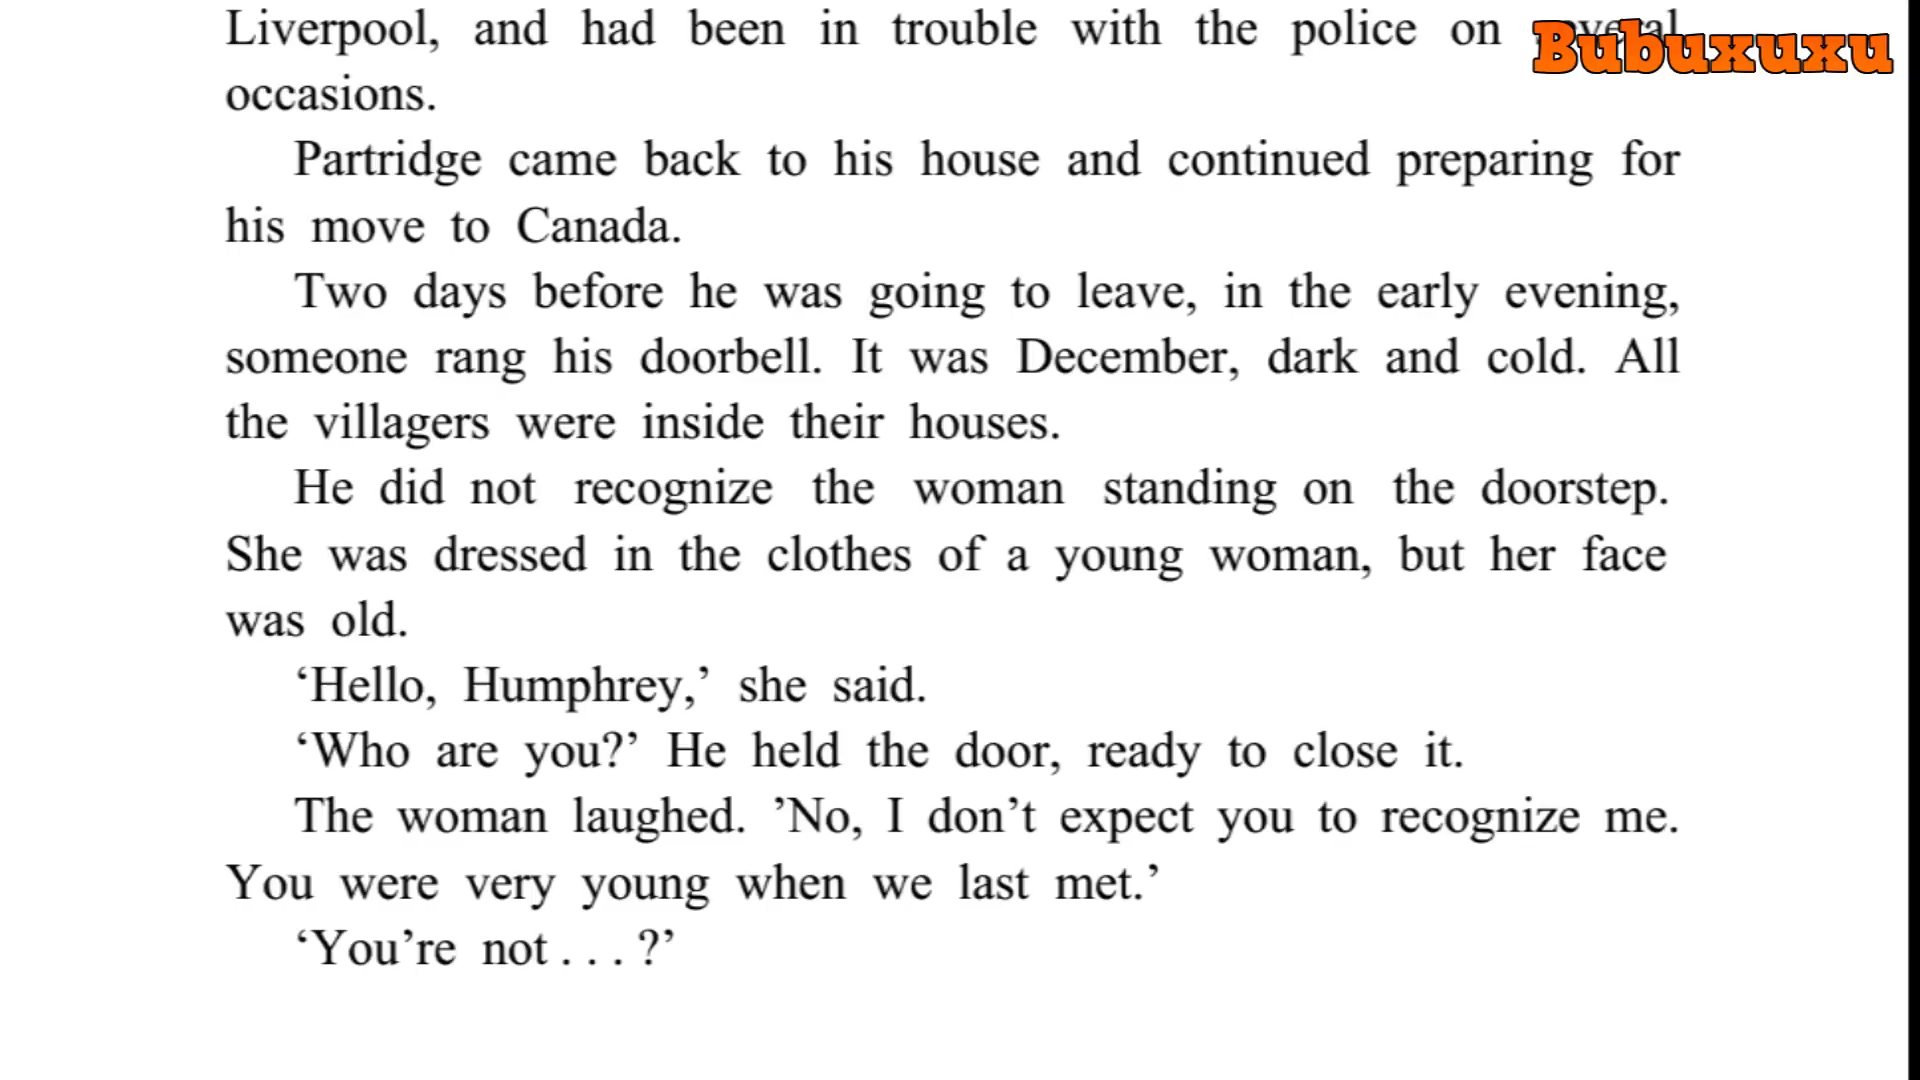 Liverpool, and had been in trouble with the police on several
Bubuxuxu
occasions.
Partridge came back to his house and continued preparing for
his move to Canada.
Two days before he was going to leave, in the early evening,
someone rang his doorbell. It was December, dark and cold. All
the villagers were inside their houses.
He did not recognize the woman standing on the doorstep.
She was dressed in the clothes of a young woman, but her face
was old.
‘Hello, Humphrey,’ she said.
‘Who are you?’ He held the door, ready to close it.
The woman laughed. ’No, I don’t expect you to recognize me.
You were very young when we last met.’
‘You’re not . . . ?’